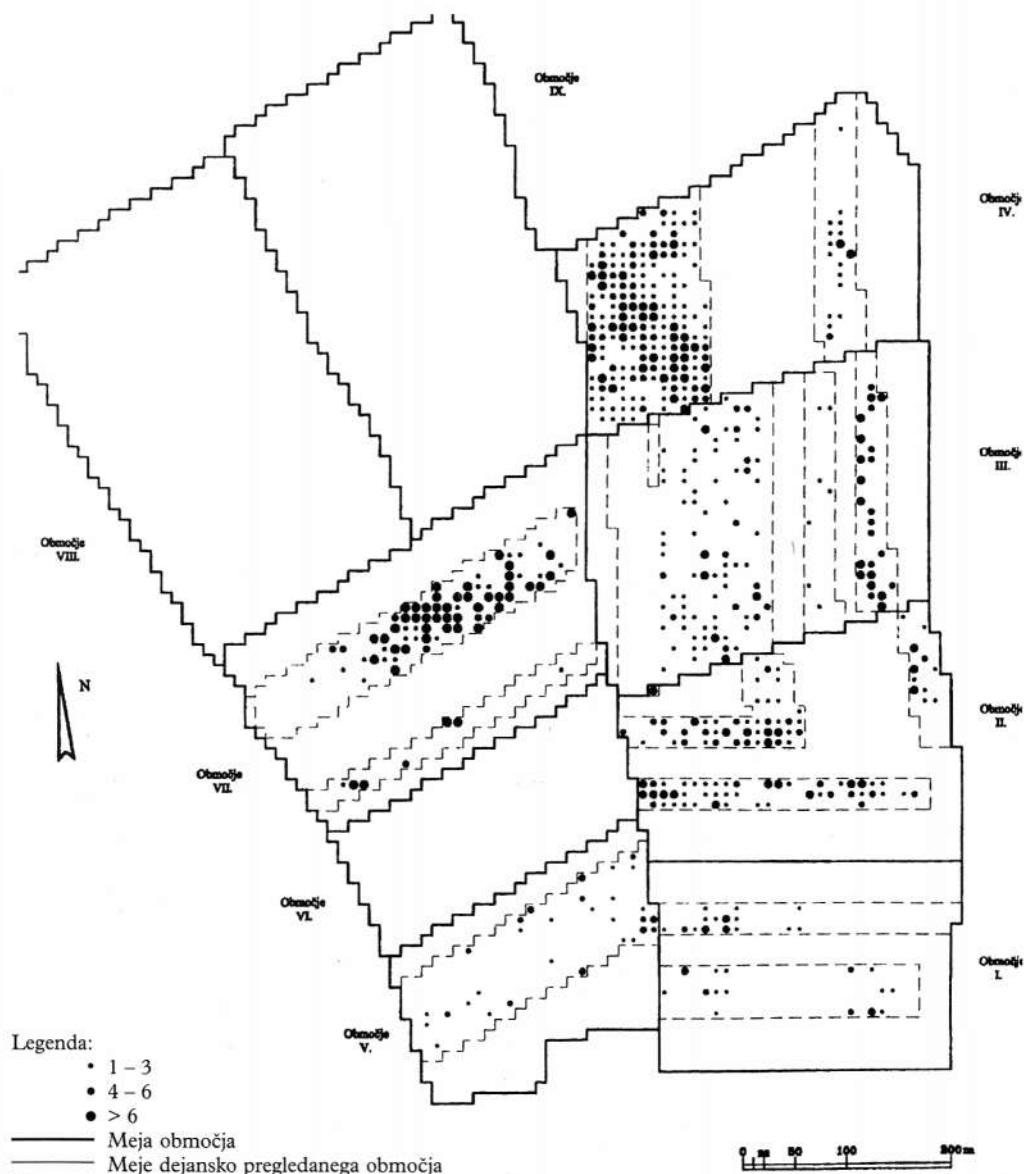 Območje
IX.
Območje
IV.
Območje
III.
Območje
VIII.
N
Območje
II.
Območje
VII.
Območje
VI.
Območje
I.
Območje
V.
Legenda:
1 – 3
4 – 6
> 6
Meja območja
Meje dejansko pregledanega območja
0
50
100
200 m